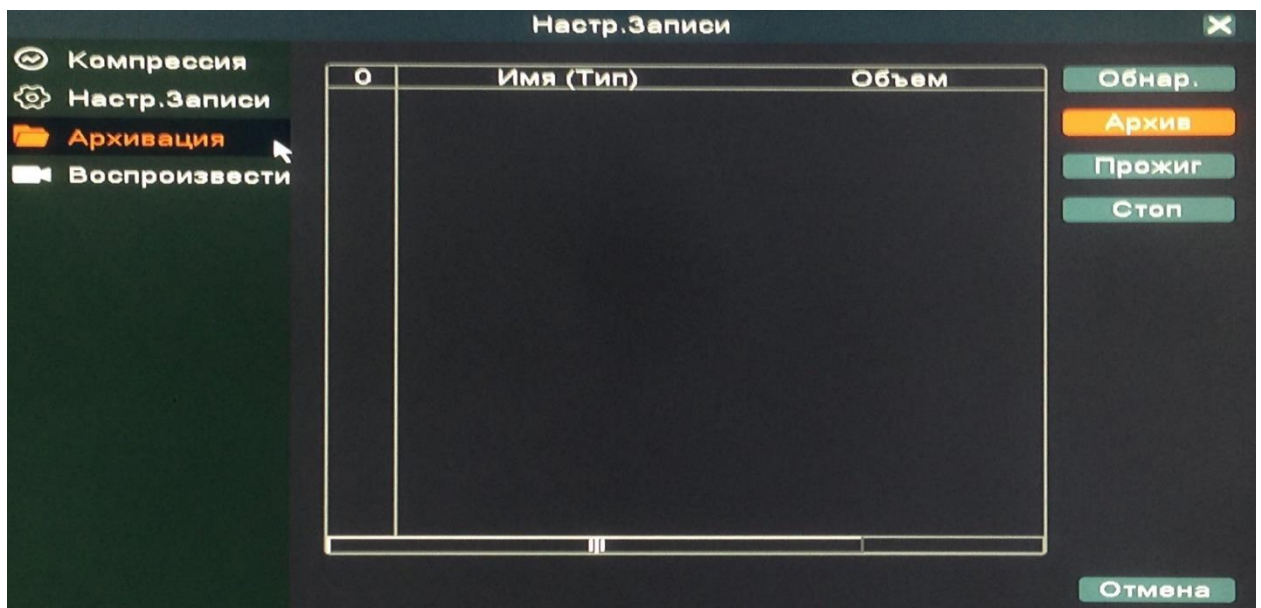 Настр.Записи
Компрессия
Настр.Записи
Архивация
Воспроизвести
0 Имя (Тип) Объем
Обнар.
Архив
Прожиг
Стоп
Отмена